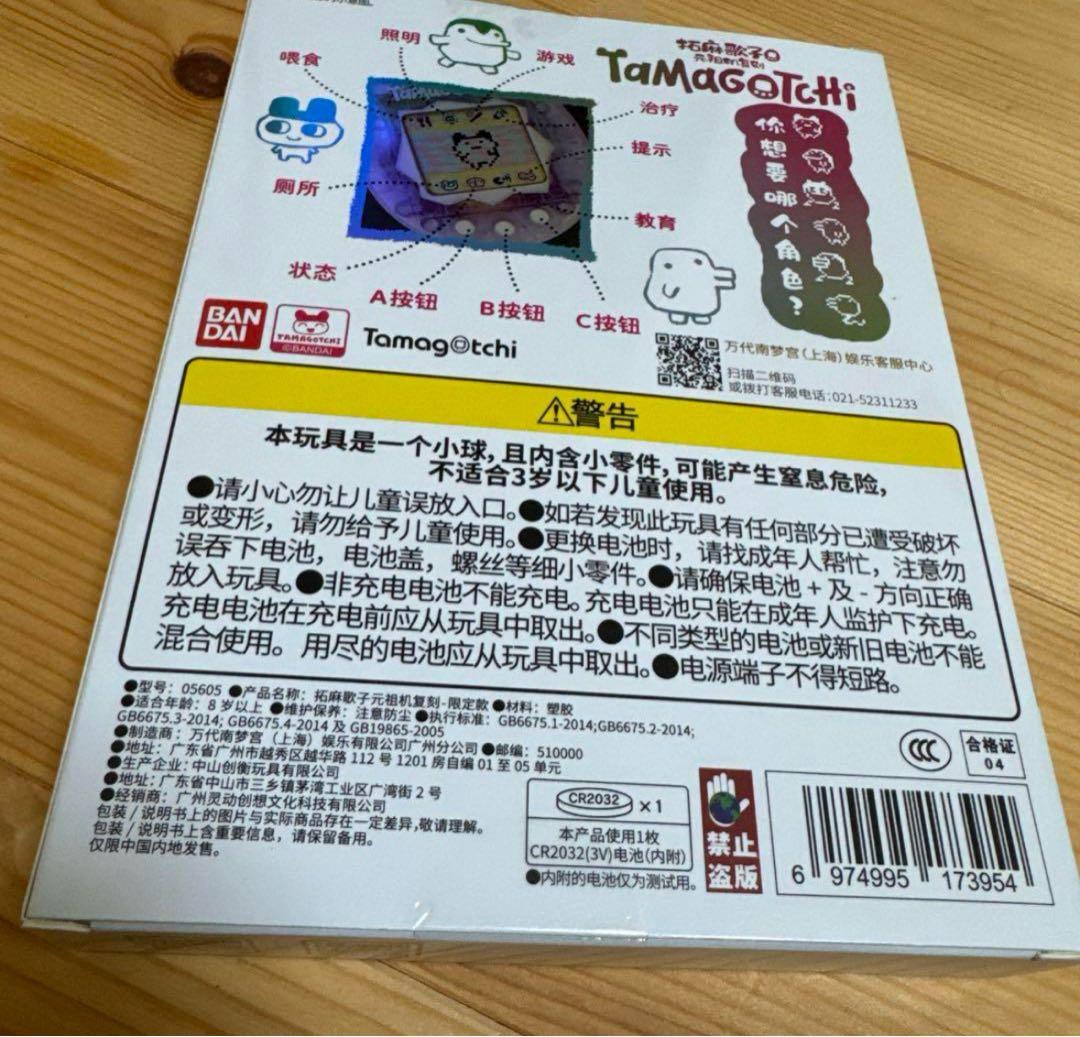 拓麻歌子
元祖机复刻
TaMaGOTcHi
照明
喂食
游戏
治疗
提示
厕所
教育
状态
A按钮
B按钮
C按钮
你想要哪个角色?
BAN
DAI
TAMAGOTCHI
©BANDAI
Tamagotchi
万代南梦宫(上海)娱乐客服中心
扫描二维码
或拨打客服电话:021-52311233
⚠警告
本玩具是一个小球,且内含小零件,可能产生窒息危险,
不适合3岁以下儿童使用。
●请小心勿让儿童误放入口。●如若发现此玩具有任何部分已遭受破坏
或变形，请勿给予儿童使用。●更换电池时，请找成年人帮忙，注意勿
误吞下电池，电池盖，螺丝等细小零件。●请确保电池 + 及 - 方向正确
放入玩具。●非充电电池不能充电。充电电池只能在成年人监护下充电。
充电电池在充电前应从玩具中取出。●不同类型的电池或新旧电池不能
混合使用。用尽的电池应从玩具中取出。●电源端子不得短路。
●型号：05605 ●产品名称：拓麻歌子元祖机复刻-限定款 ●材料：塑胶
●适合年龄：8 岁以上 ●维护保养：注意防尘 ●执行标准：GB6675.1-2014;GB6675.2-2014;
GB6675.3-2014; GB6675.4-2014 及 GB19865-2005
●制造商：万代南梦宫（上海）娱乐有限公司广州分公司 ●邮编：510000
●地址：广东省广州市越秀区越华路 112 号 1201 房自编 01 至 05 单元
●生产企业：中山创衡玩具有限公司
●地址：广东省中山市三乡镇茅湾工业区广湾街 2 号
●经销商：广州灵动创想文化科技有限公司
包装 / 说明书上的图片与实际商品存在一定差异,敬请理解。
包装 / 说明书上含重要信息，请保留备用。
仅限中国内地发售。
CCC
合格证
04
CR2032 ×1
本产品使用1枚
CR2032(3V)电池(内附)
●内附的电池仅为测试用。
禁止
盗版
6 974995 173954